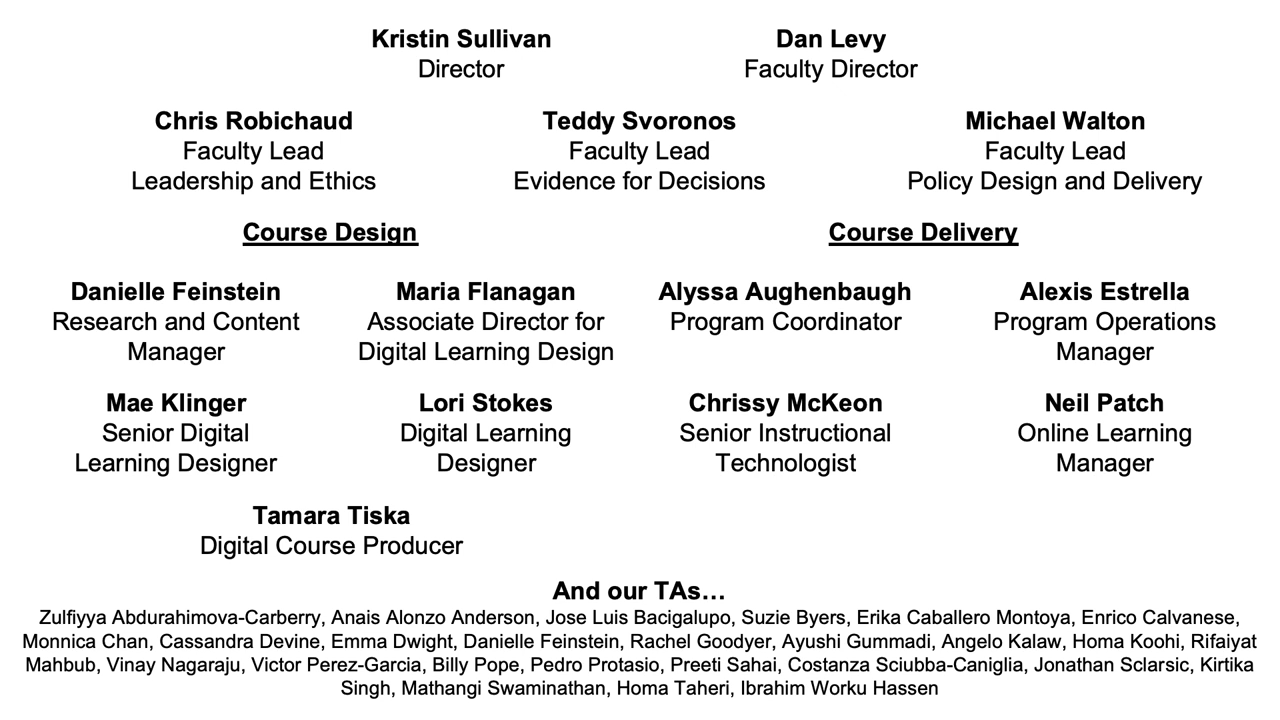 Kristin Sullivan
Director
Dan Levy
Faculty Director
Chris Robichaud
Faculty Lead
Leadership and Ethics
Teddy Svoronos
Faculty Lead
Evidence for Decisions
Michael Walton
Faculty Lead
Policy Design and Delivery
Course Design
Danielle Feinstein
Research and Content
Manager
Maria Flanagan
Associate Director for
Digital Learning Design
Mae Klinger
Senior Digital
Learning Designer
Lori Stokes
Digital Learning
Designer
Tamara Tiska
Digital Course Producer
Course Delivery
Alyssa Aughenbaugh
Program Coordinator
Alexis Estrella
Program Operations
Manager
Chrissy McKeon
Senior Instructional
Technologist
Neil Patch
Online Learning
Manager
And our TAs…
Zulfiyya Abdurahimova-Carberry, Anais Alonzo Anderson, Jose Luis Bacigalupo, Suzie Byers, Erika Caballero Montoya, Enrico Calvanese,
Monnica Chan, Cassandra Devine, Emma Dwight, Danielle Feinstein, Rachel Goodyer, Ayushi Gummadi, Angelo Kalaw, Homa Koohi, Rifaiyat
Mahbub, Vinay Nagaraju, Victor Perez-Garcia, Billy Pope, Pedro Protasio, Preeti Sahai, Costanza Sciubba-Caniglia, Jonathan Sclarsic, Kirtika
Singh, Mathangi Swaminathan, Homa Taheri, Ibrahim Worku Hassen